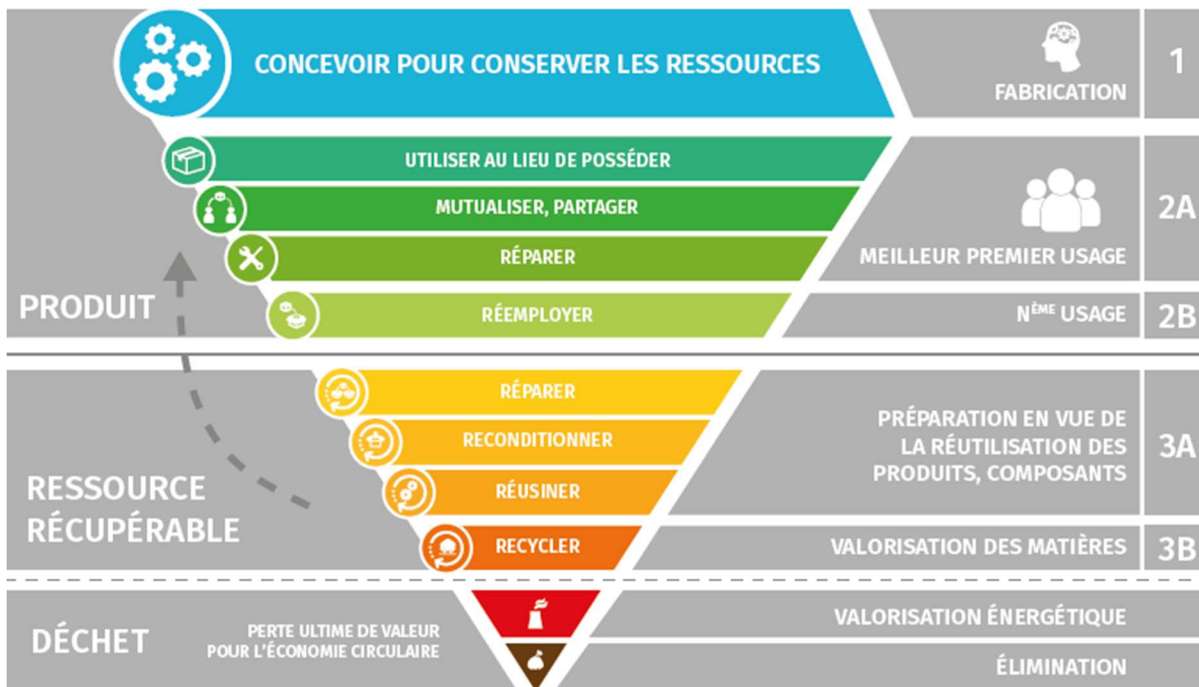 CONCEVOIR POUR CONSERVER LES RESSOURCES
FABRICATION
1
UTILISER AU LIEU DE POSSÉDER
MUTUALISER, PARTAGER
RÉPARER
MEILLEUR PREMIER USAGE
2A
PRODUIT
RÉEMPLOYER
NÈME USAGE
2B
RÉPARER
RECONDITIONNER
RÉUSINER
PRÉPARATION EN VUE DE
LA RÉUTILISATION DES
PRODUITS, COMPOSANTS
3A
RESSOURCE
RÉCUPÉRABLE
RECYCLER
VALORISATION DES MATIÈRES
3B
DÉCHET
PERTE ULTIME DE VALEUR
POUR L'ÉCONOMIE CIRCULAIRE
VALORISATION ÉNERGÉTIQUE
ÉLIMINATION